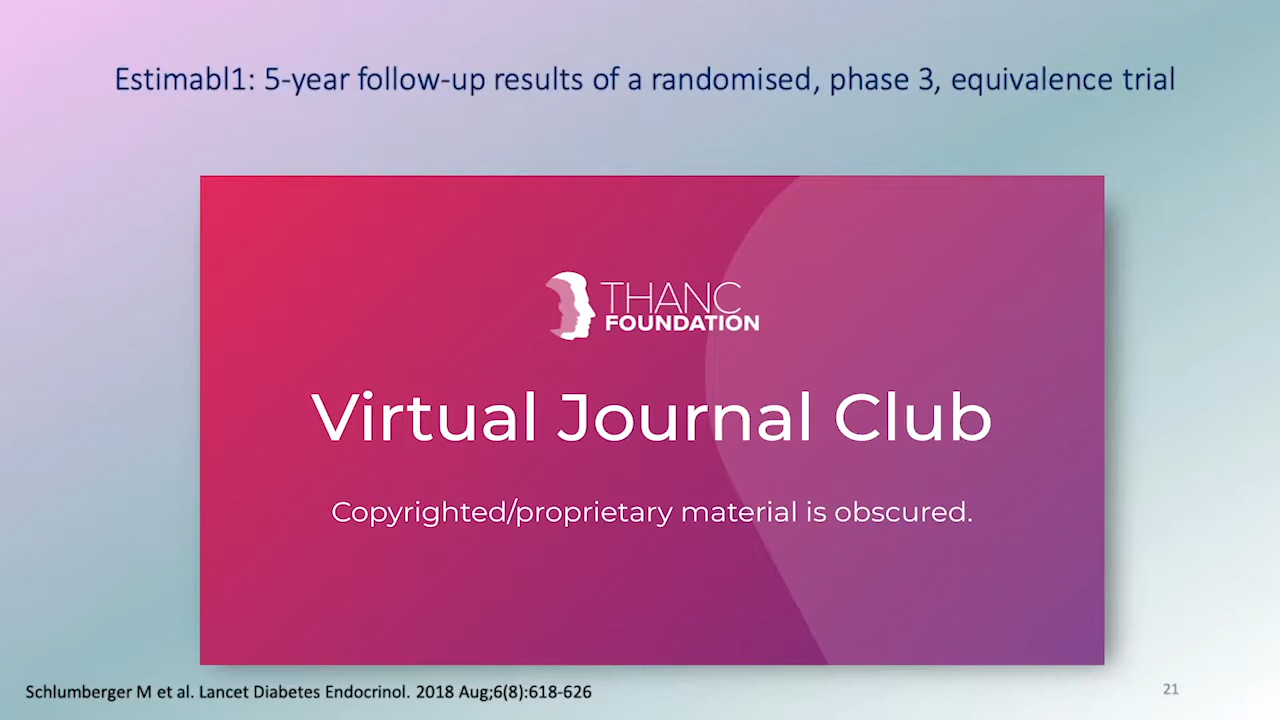 Estimabl1: 5-year follow-up results of a randomised, phase 3, equivalence trial
THANC
FOUNDATION
Virtual Journal Club
Copyrighted/proprietary material is obscured.
Schlumberger M et al. Lancet Diabetes Endocrinol. 2018 Aug;6(8):618-626
21